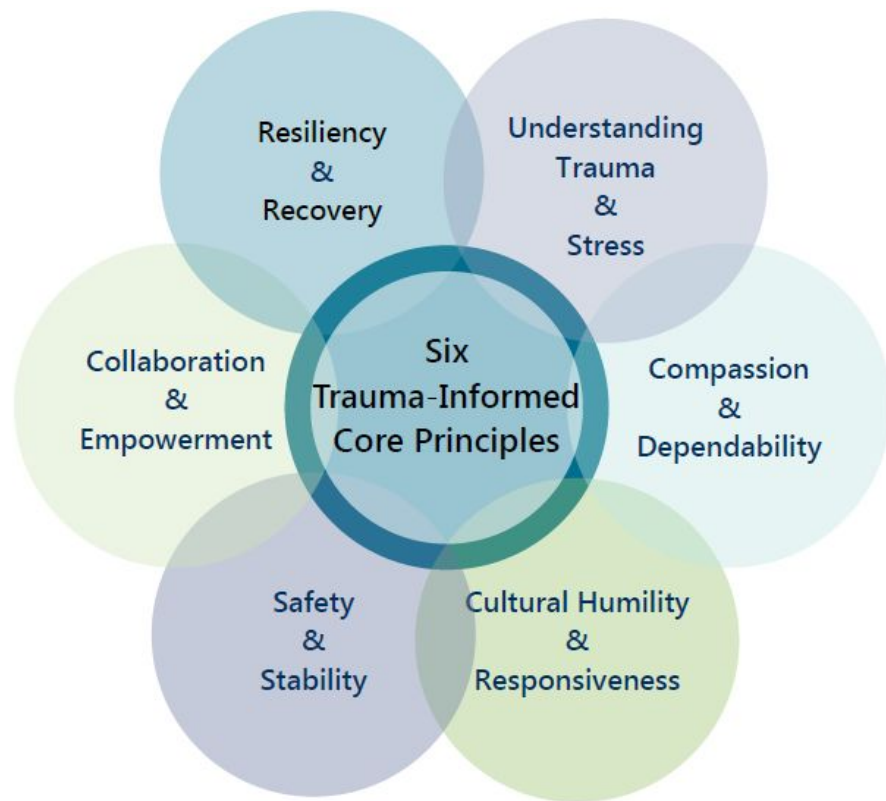 Resiliency
&
Recovery
Understanding
Trauma
&
Stress
Compassion
&
Dependability
Cultural Humility
&
Responsiveness
Safety
&
Stability
Collaboration
&
Empowerment
Six
Trauma-Informed
Core Principles